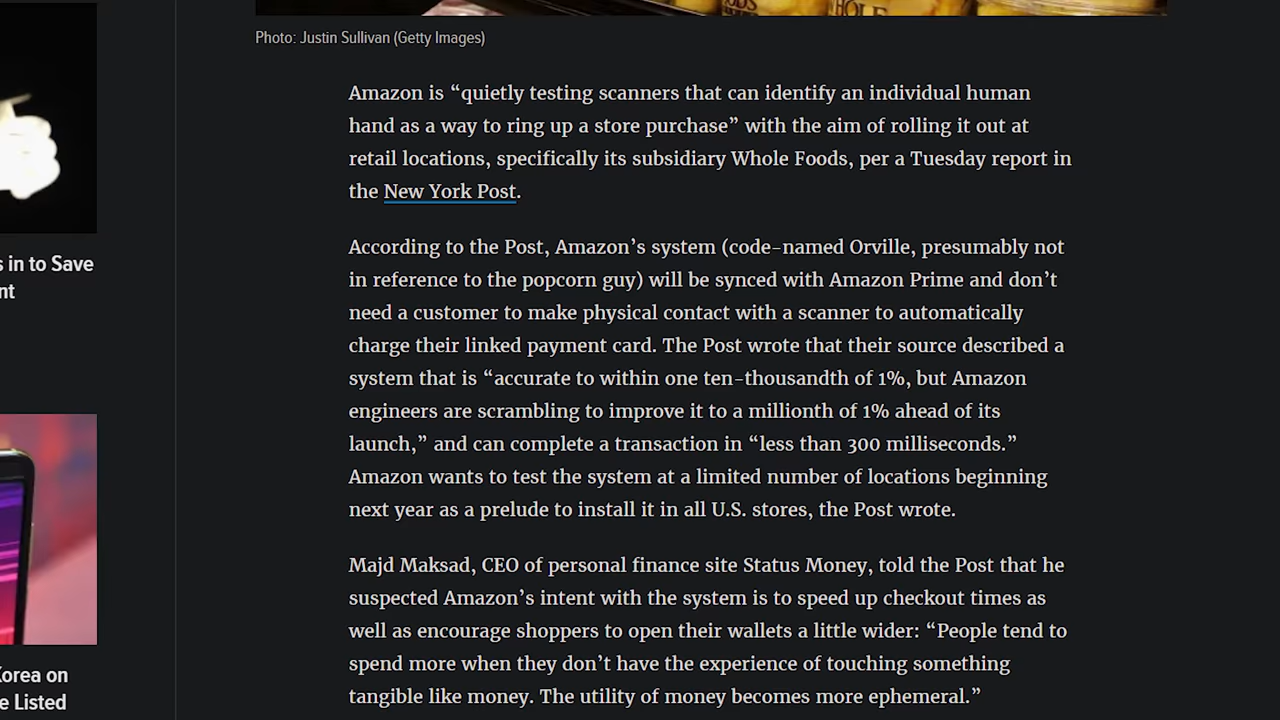 WHOLE
Photo: Justin Sullivan (Getty Images)
Amazon is “quietly testing scanners that can identify an individual human
hand as a way to ring up a store purchase” with the aim of rolling it out at
retail locations, specifically its subsidiary Whole Foods, per a Tuesday report in
the New York Post.
According to the Post, Amazon’s system (code-named Orville, presumably not
in reference to the popcorn guy) will be synced with Amazon Prime and don’t
need a customer to make physical contact with a scanner to automatically
charge their linked payment card. The Post wrote that their source described a
system that is “accurate to within one ten-thousandth of 1%, but Amazon
engineers are scrambling to improve it to a millionth of 1% ahead of its
launch,” and can complete a transaction in “less than 300 milliseconds.”
Amazon wants to test the system at a limited number of locations beginning
next year as a prelude to install it in all U.S. stores, the Post wrote.
Majd Maksad, CEO of personal finance site Status Money, told the Post that he
suspected Amazon’s intent with the system is to speed up checkout times as
well as encourage shoppers to open their wallets a little wider: “People tend to
spend more when they don’t have the experience of touching something
tangible like money. The utility of money becomes more ephemeral.”
s in to Save
nt
Korea on
e Listed